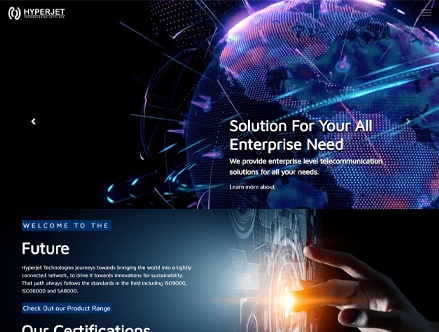 HYPERJET
Solution For Your All
Enterprise Need
We provide enterprise level telecommunication
solutions for all your needs.
Learn more about
WELCOME TO THE
Future
Hyperjet Technologies journeys towards bringing the world into a tightly
connected network, to drive it towards innovations for sustainability.
That path always follows the standards in the field including ISO9000,
ISO26000 and SA8000.
Check Out our Product Range
Our Certifications